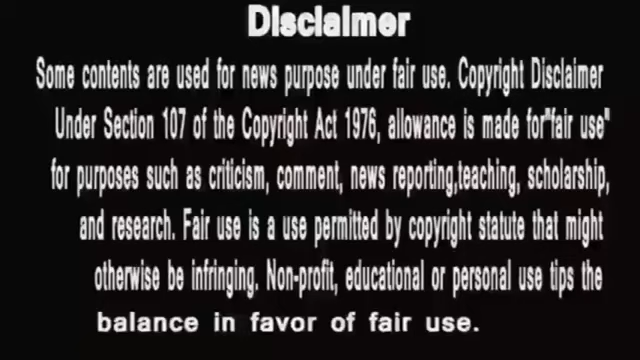 Disclaimer
Some contents are used for news purpose under fair use. Copyright Disclaimer
Under Section 107 of the Copyright Act 1976, allowance is made for"fair use"
for purposes such as criticism, comment, news reporting,teaching, scholarship,
and research. Fair use is a use permitted by copyright statute that might
otherwise be infringing. Non-profit, educational or personal use tips the
balance in favor of fair use.